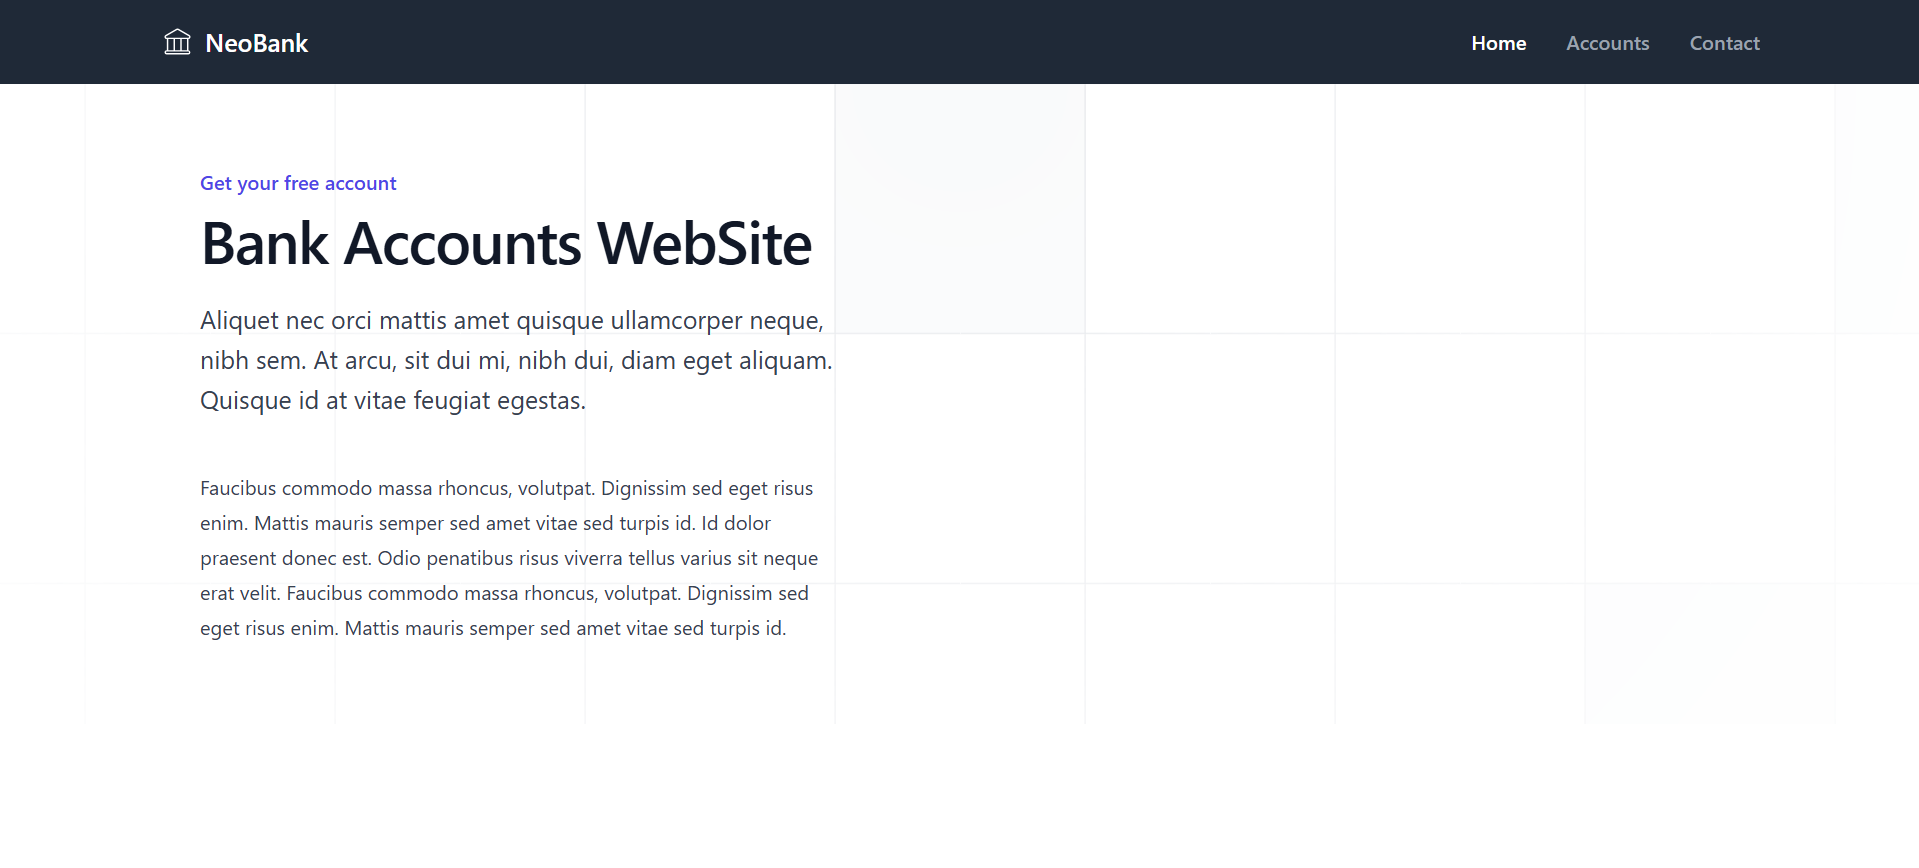 NeoBank
Home
Accounts
Contact
Get your free account
Bank Accounts WebSite
Aliquet nec orci mattis amet quisque ullamcorper neque,
nibh sem. At arcu, sit dui mi, nibh dui, diam eget aliquam.
Quisque id at vitae feugiat egestas.
Faucibus commodo massa rhoncus, volutpat. Dignissim sed eget risus
enim. Mattis mauris semper sed amet vitae sed turpis id. Id dolor
praesent donec est. Odio penatibus risus viverra tellus varius sit neque
erat velit. Faucibus commodo massa rhoncus, volutpat. Dignissim sed
eget risus enim. Mattis mauris semper sed amet vitae sed turpis id.